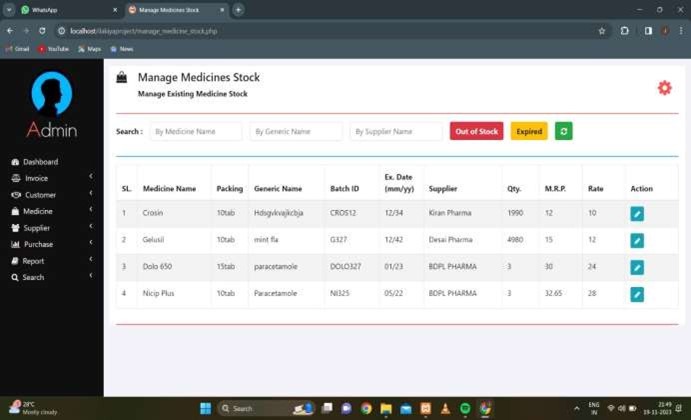 WhatsApp
Manage Medicines Stock
localhost/ilakiyaproject/manage_medicine_stock.php
Gmail YouTube Maps News
Manage Medicines Stock
Manage Existing Medicine Stock
Admin
Search : By Medicine Name By Generic Name By Supplier Name Out of Stock Expired
Dashboard
Invoice
Customer
Medicine
Supplier
Purchase
Report
Search
SL. Medicine Name Packing Generic Name Batch ID Ex. Date (mm/yy) Supplier Qty. M.R.P. Rate Action
1 Crosin 10tab Hdsgvkvajkcbja CROS12 12/34 Kiran Pharma 1990 12 10
2 Gelusil 10tab mint fla G327 12/42 Desai Pharma 4980 15 12
3 Dolo 650 15tab paracetamole DOLO327 01/23 BDPL PHARMA 3 30 24
4 Nicip Plus 10tab Paracetamole NI325 05/22 BDPL PHARMA 3 32.65 28
28°C
Mostly cloudy
Search
ENG
IN
21:49
19-11-2023